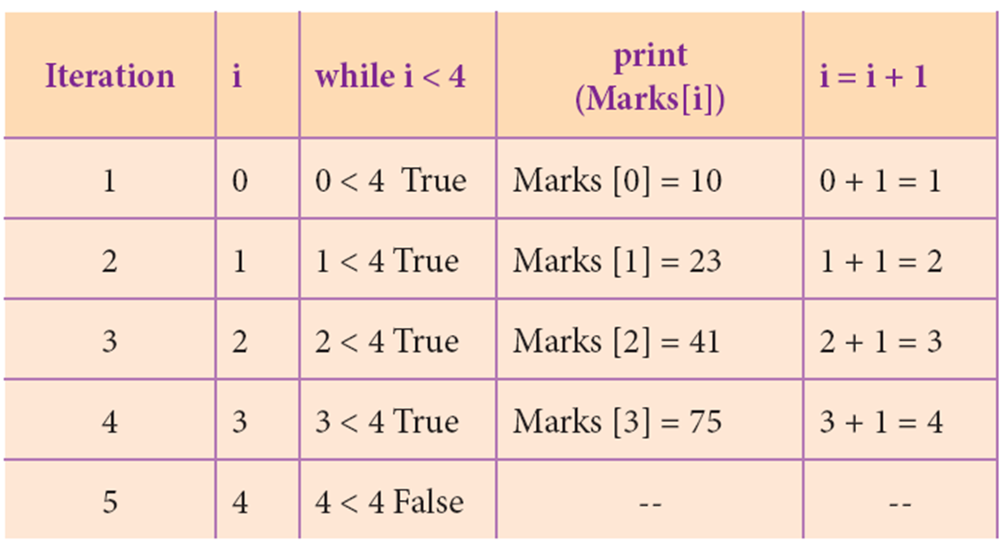 Iteration i while i < 4 print (Marks[i]) i = i + 1
1 0 0 < 4 True Marks [0] = 10 0 + 1 = 1
2 1 1 < 4 True Marks [1] = 23 1 + 1 = 2
3 2 2 < 4 True Marks [2] = 41 2 + 1 = 3
4 3 3 < 4 True Marks [3] = 75 3 + 1 = 4
5 4 4 < 4 False -- --